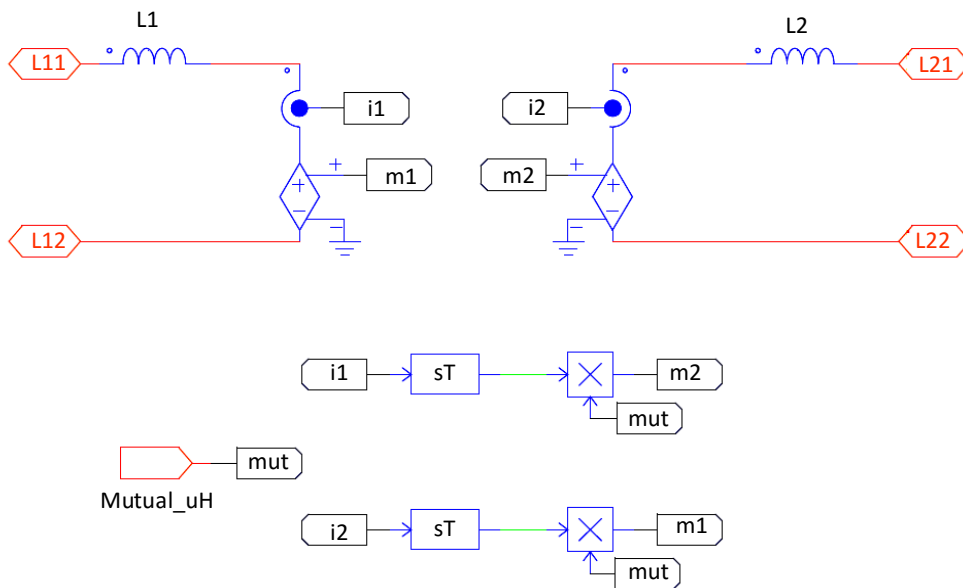 L1
L2
L11
L21
i1
i2
+
+
m1
m2
+
+
−
−
−
−
L12
L22
i1
sT
×
m2
mut
mut
Mutual_uH
i2
sT
×
m1
mut